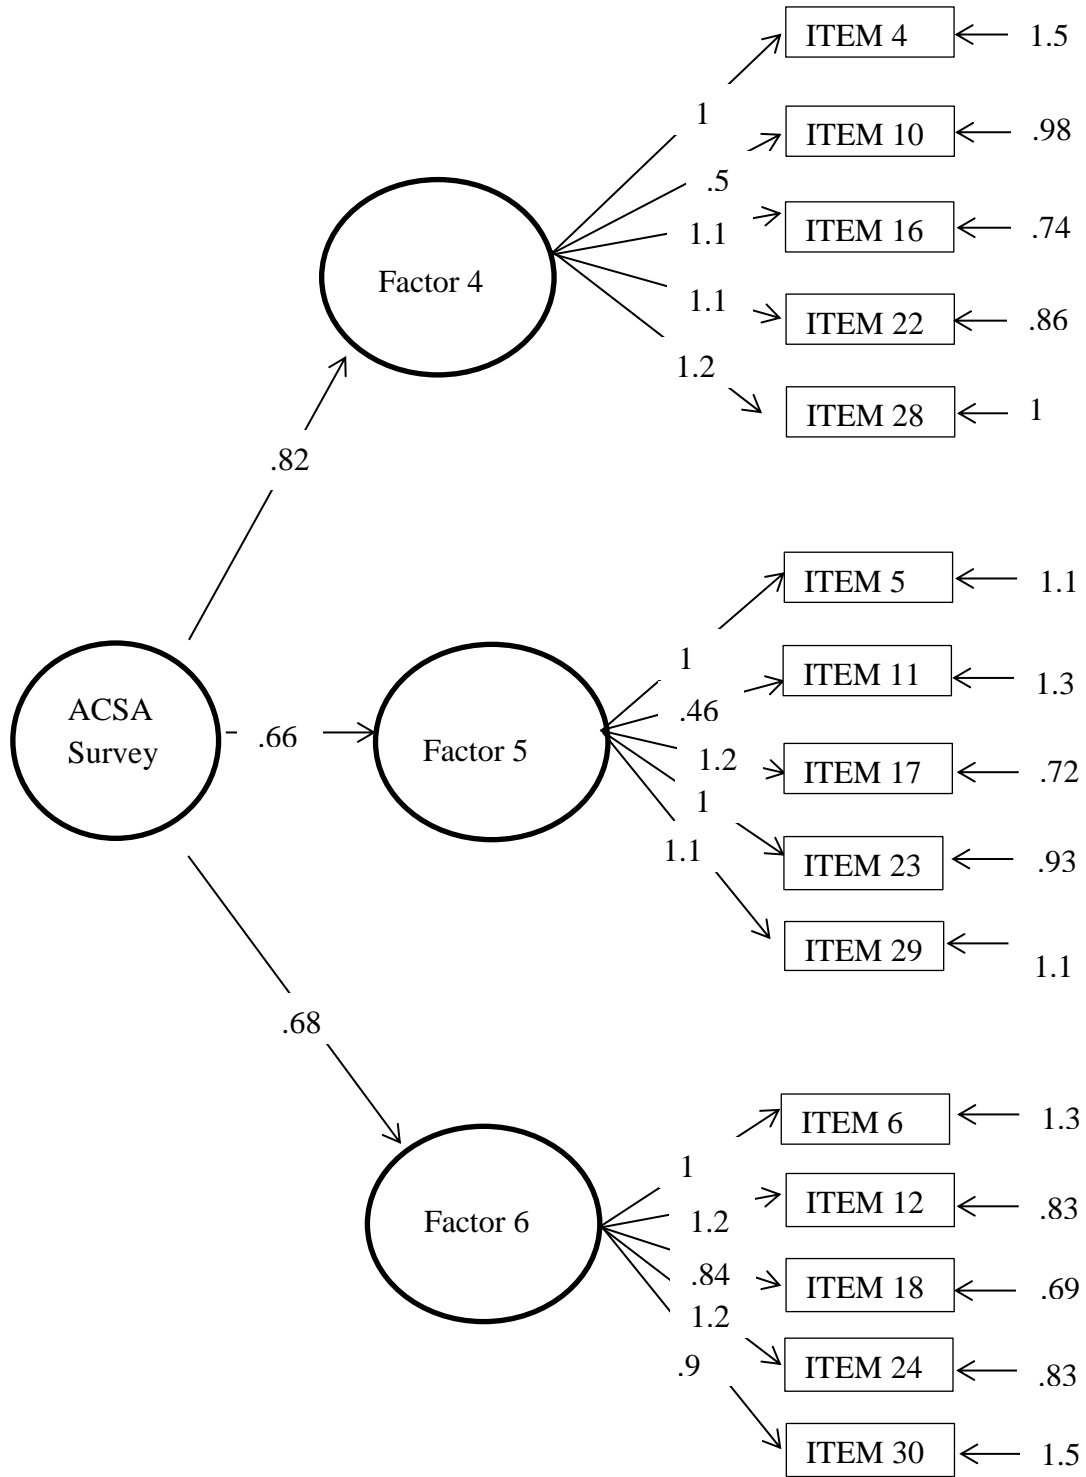 ITEM 4
1.5
1
ITEM 10
.98
.5
ITEM 16
.74
1.1
Factor 4
ITEM 22
.86
1.1
1.2
ITEM 28
1
.82
ITEM 5
1.1
1
ITEM 11
1.3
.46
ACSA
Survey
.66
Factor 5
1.2
ITEM 17
.72
1
1.1
ITEM 23
.93
ITEM 29
1.1
.68
ITEM 6
1.3
1
ITEM 12
.83
1.2
Factor 6
.84
ITEM 18
.69
1.2
.9
ITEM 24
.83
ITEM 30
1.5